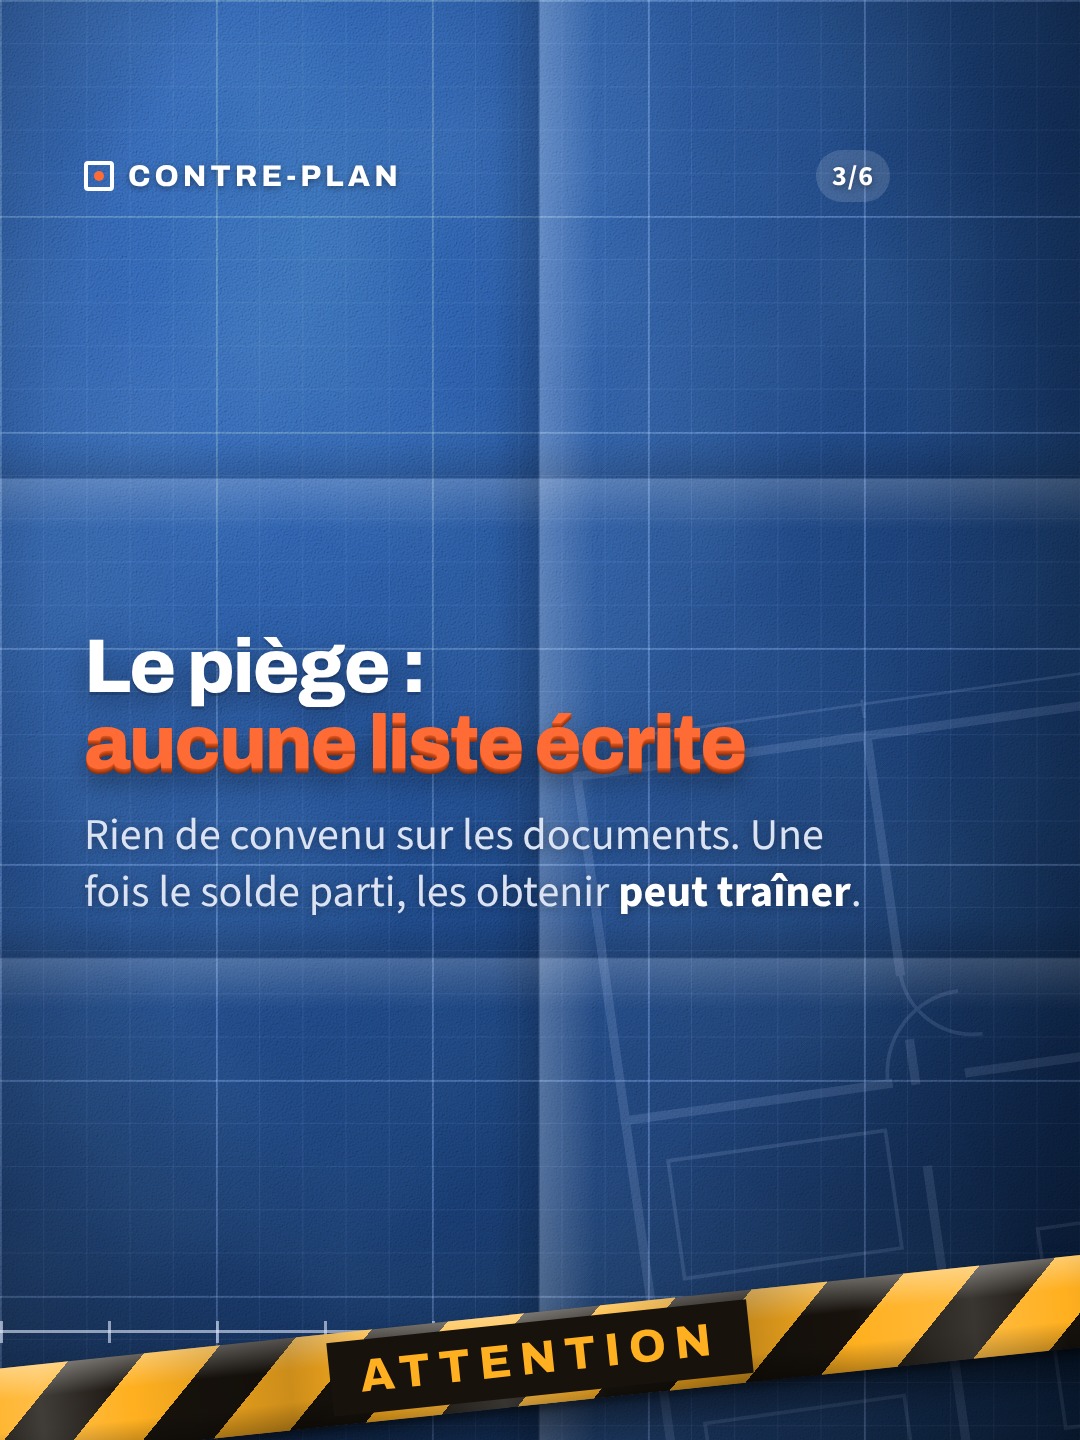 CONTRE-PLAN
3/6
Le piège :
aucune liste écrite
Rien de convenu sur les documents. Une
fois le solde parti, les obtenir peut traîner.
ATTENTION